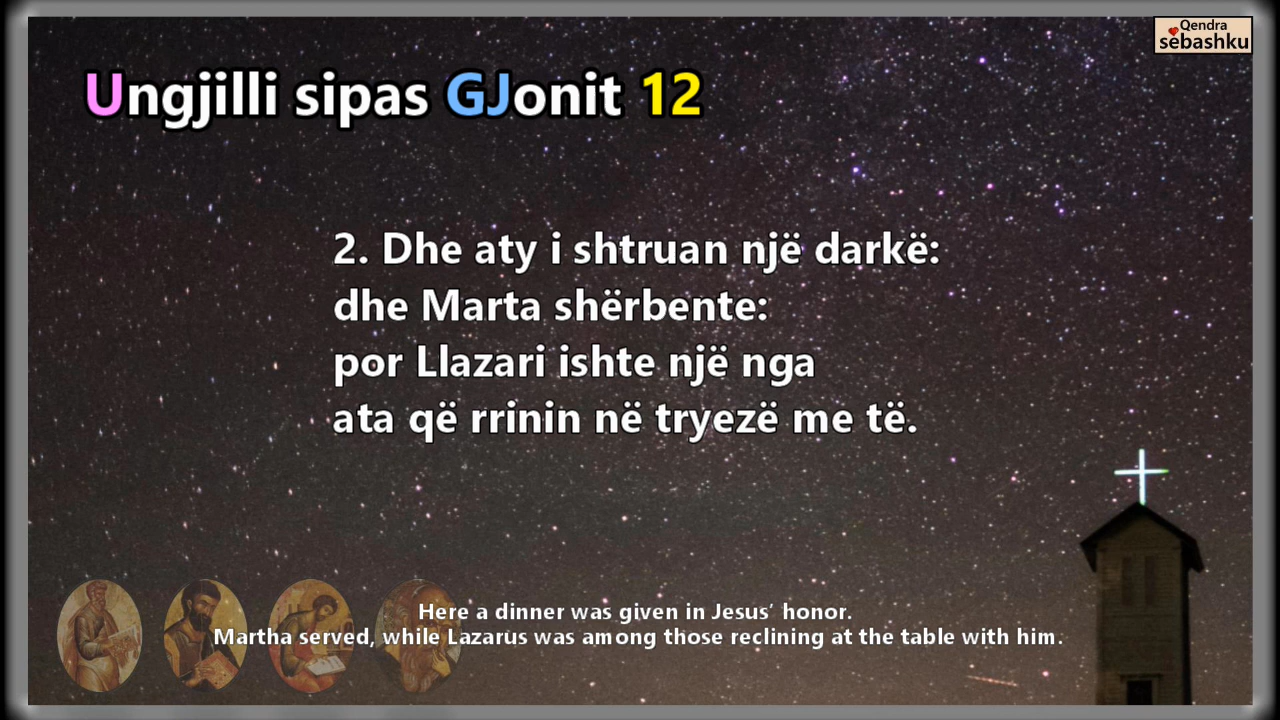 Qendra
sebashku
Ungjilli sipas GJonit 12
2. Dhe aty i shtruan një darkë:
dhe Marta shërbente:
por Llazari ishte një nga
ata që rrinin në tryezë me të.
Here a dinner was given in Jesus’ honor.
Martha served, while Lazarus was among those reclining at the table with him.